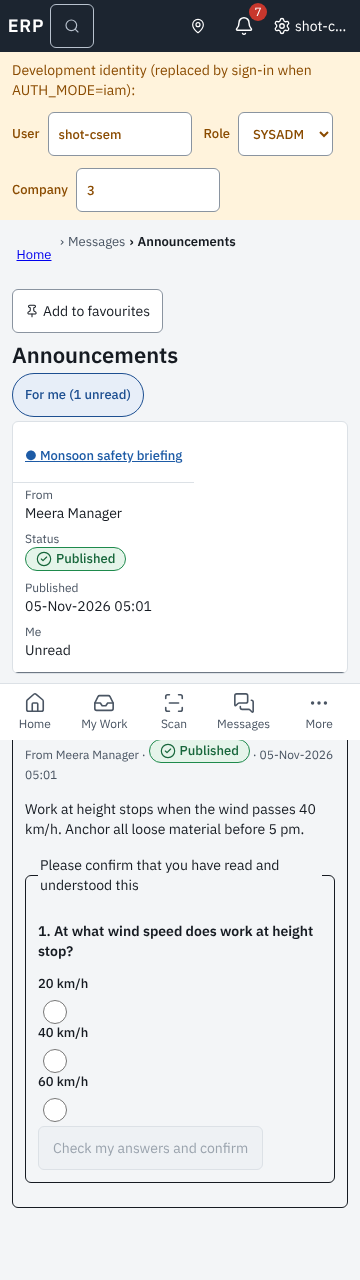 ERP
7
shot-c...
Development identity (replaced by sign-in when
AUTH_MODE=iam):
User shot-csem Role SYSADM
Company 3
Home › Messages › Announcements
Add to favourites
Announcements
For me (1 unread)
Monsoon safety briefing
From
Meera Manager
Status
Published
Published
05-Nov-2026 05:01
Me
Unread
Home My Work Scan Messages More
From Meera Manager · Published · 05-Nov-2026
05:01
Work at height stops when the wind passes 40
km/h. Anchor all loose material before 5 pm.
Please confirm that you have read and
understood this
1. At what wind speed does work at height
stop?
20 km/h
40 km/h
60 km/h
Check my answers and confirm